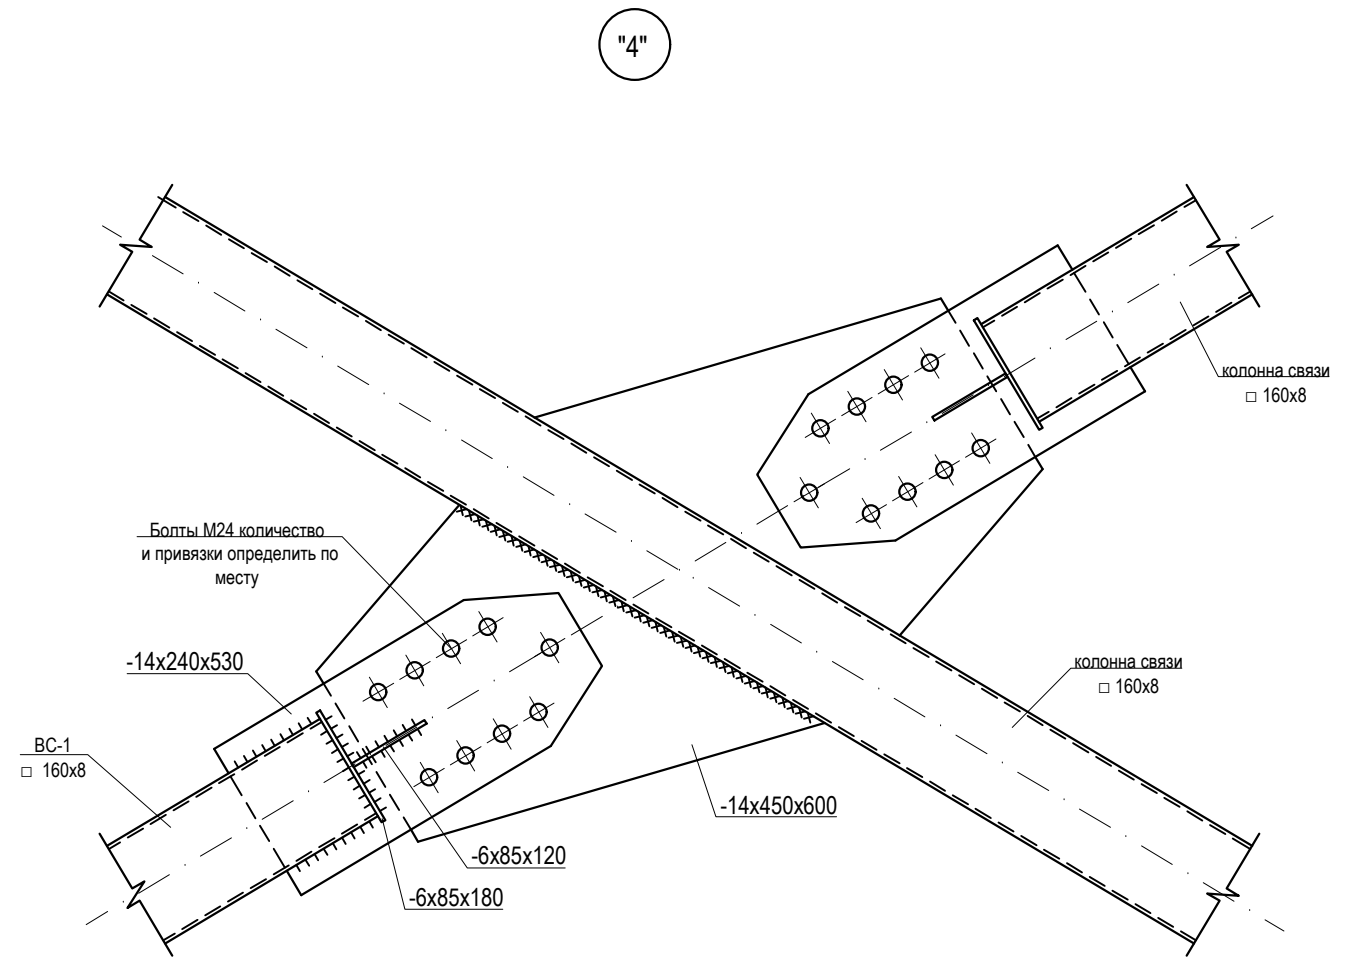 "4"
колонна связи
□ 160х8
Болты М24 количество
и привязки определить по
месту
-14х240х530
колонна связи
□ 160х8
ВС-1
□ 160х8
-14х450х600
-6х85х120
-6х85х180